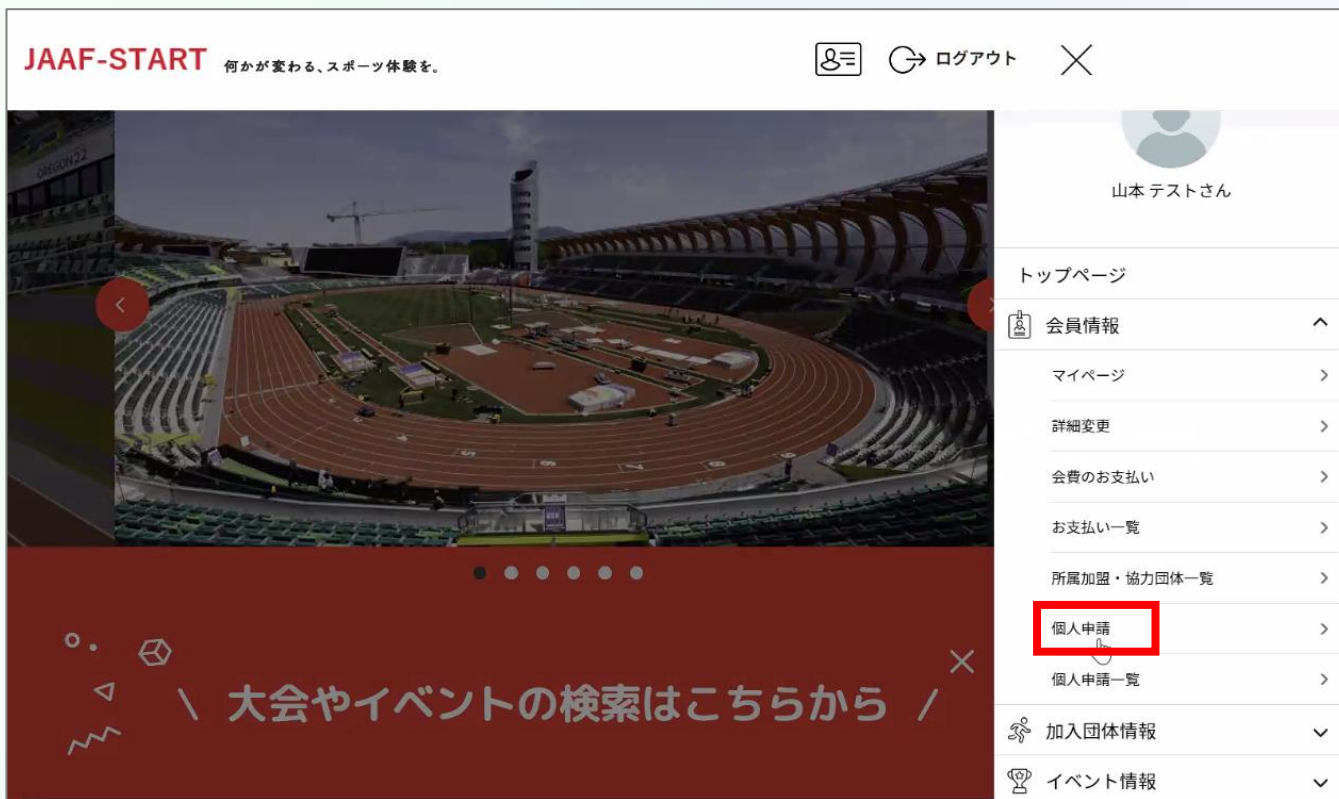 JAAF-START 何かが変わる、スポーツ体験を。
ログアウト
OREGON22
山本 テストさん
トップページ
会員情報
マイページ
詳細変更
会費のお支払い
お支払い一覧
所属加盟・協力団体一覧
個人申請
個人申請一覧
加入団体情報
イベント情報
\ 大会やイベントの検索はこちらから /